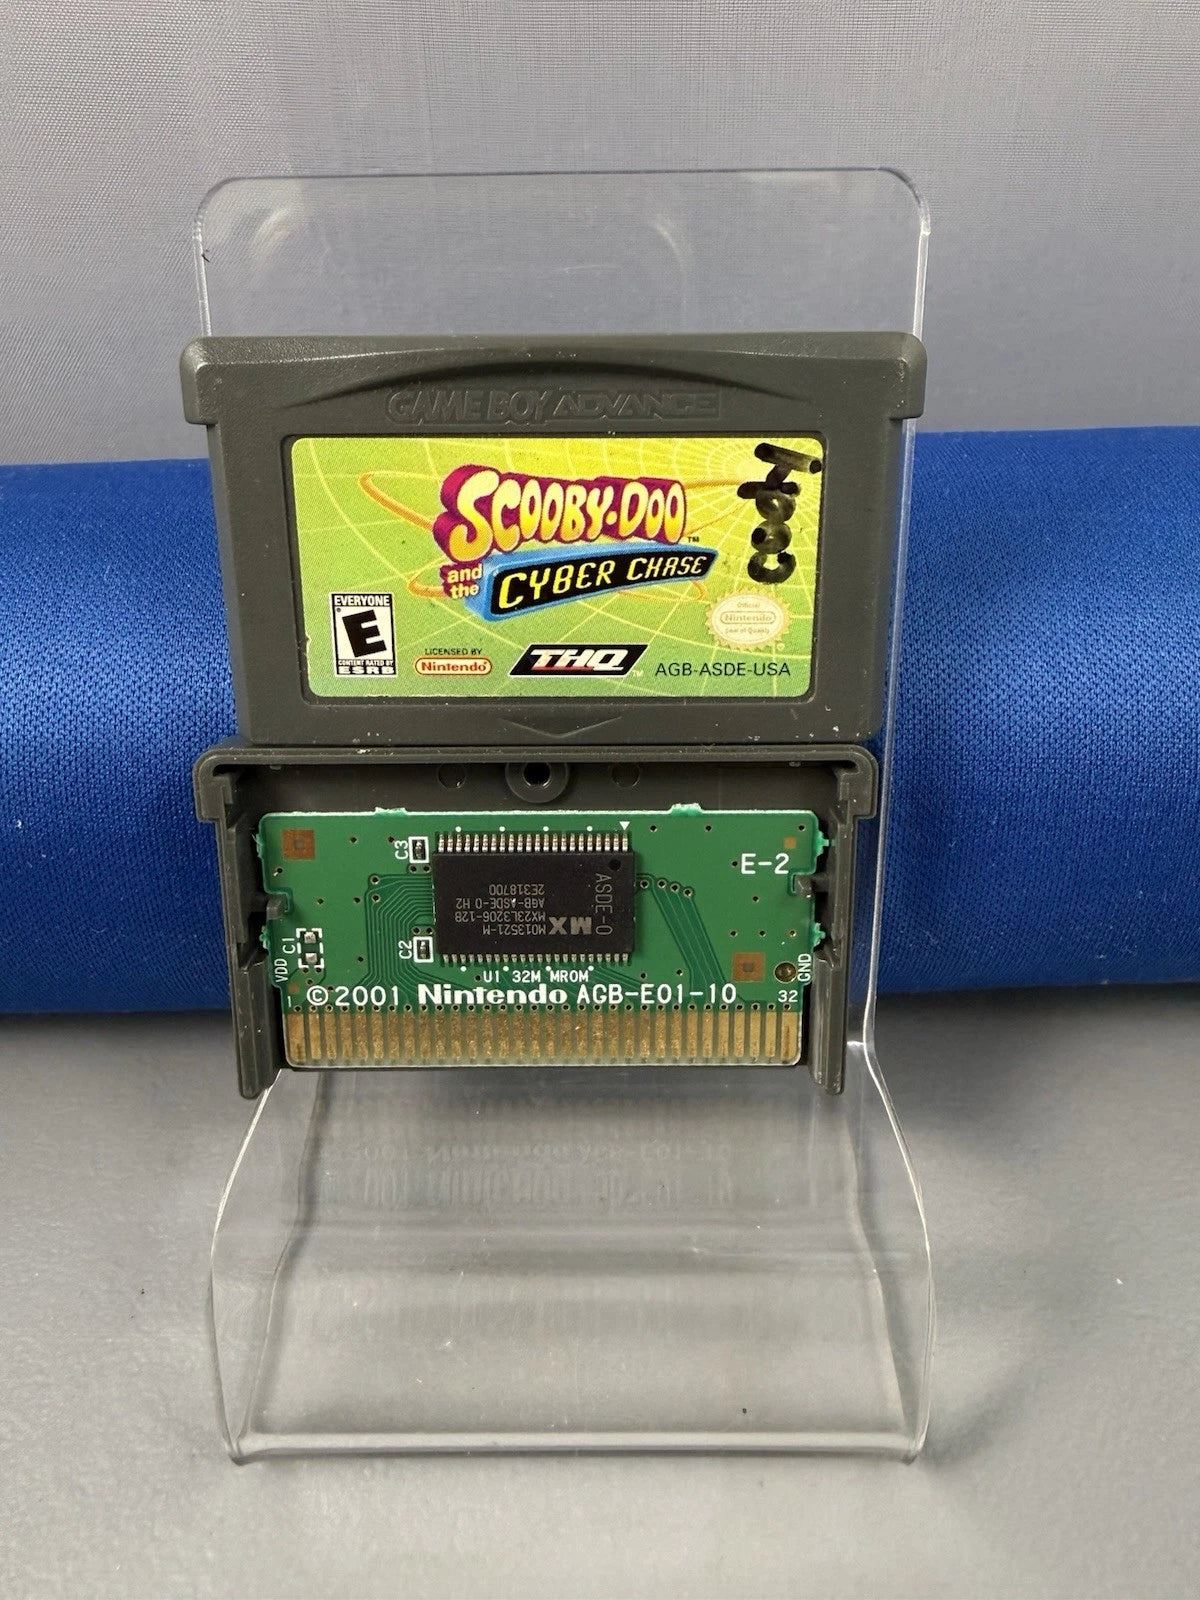 GAME BOY ADVANCE
SCOOBY-DOO™
and the
CYBER CHASE
EVERYONE
E
CONTENT RATED BY
ESRB
LICENSED BY
Nintendo
THQ™
Official
Nintendo
Seal of Quality
AGB-ASDE-USA
C3
E-2
ASDE-0
MX
M013521-M
MX23L3206-12B
AGB-ASDE-0 H2
2E318700
C1
C2
VDD
GND
U1 32M MROM
1
©2001 Nintendo AGB-E01-10
32